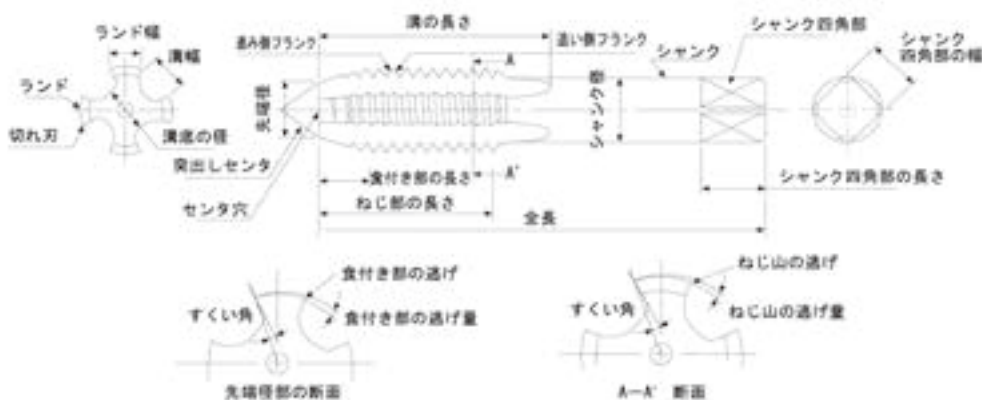 ランド幅
溝幅
ランド
切れ刃
溝底の径
突出しセンタ
センタ穴
先端径
溝の長さ
進み側フランク
追い側フランク
A
A'
食付き部の長さ
ねじ部の長さ
全長
シャンク
シャンク径
シャンク四角部
シャンク
四角部の幅
シャンク四角部の長さ
すくい角
食付き部の逃げ
食付き部の逃げ量
先端径部の断面
すくい角
ねじ山の逃げ
ねじ山の逃げ量
A－A' 断面